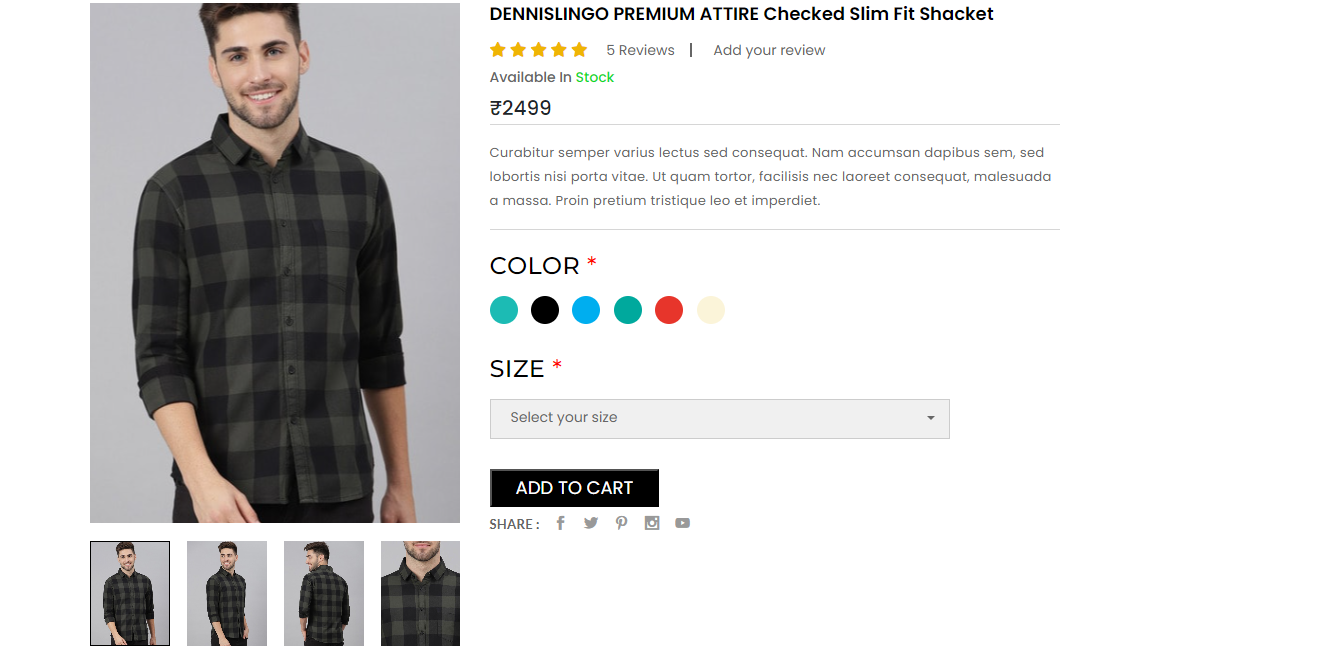 DENNISLINGO PREMIUM ATTIRE Checked Slim Fit Shacket
5 Reviews | Add your review
Available In Stock
₹2499
Curabitur semper varius lectus sed consequat. Nam accumsan dapibus sem, sed
lobortis nisi porta vitae. Ut quam tortor, facilisis nec laoreet consequat, malesuada
a massa. Proin pretium tristique leo et imperdiet.
COLOR *
SIZE *
Select your size
ADD TO CART
SHARE :